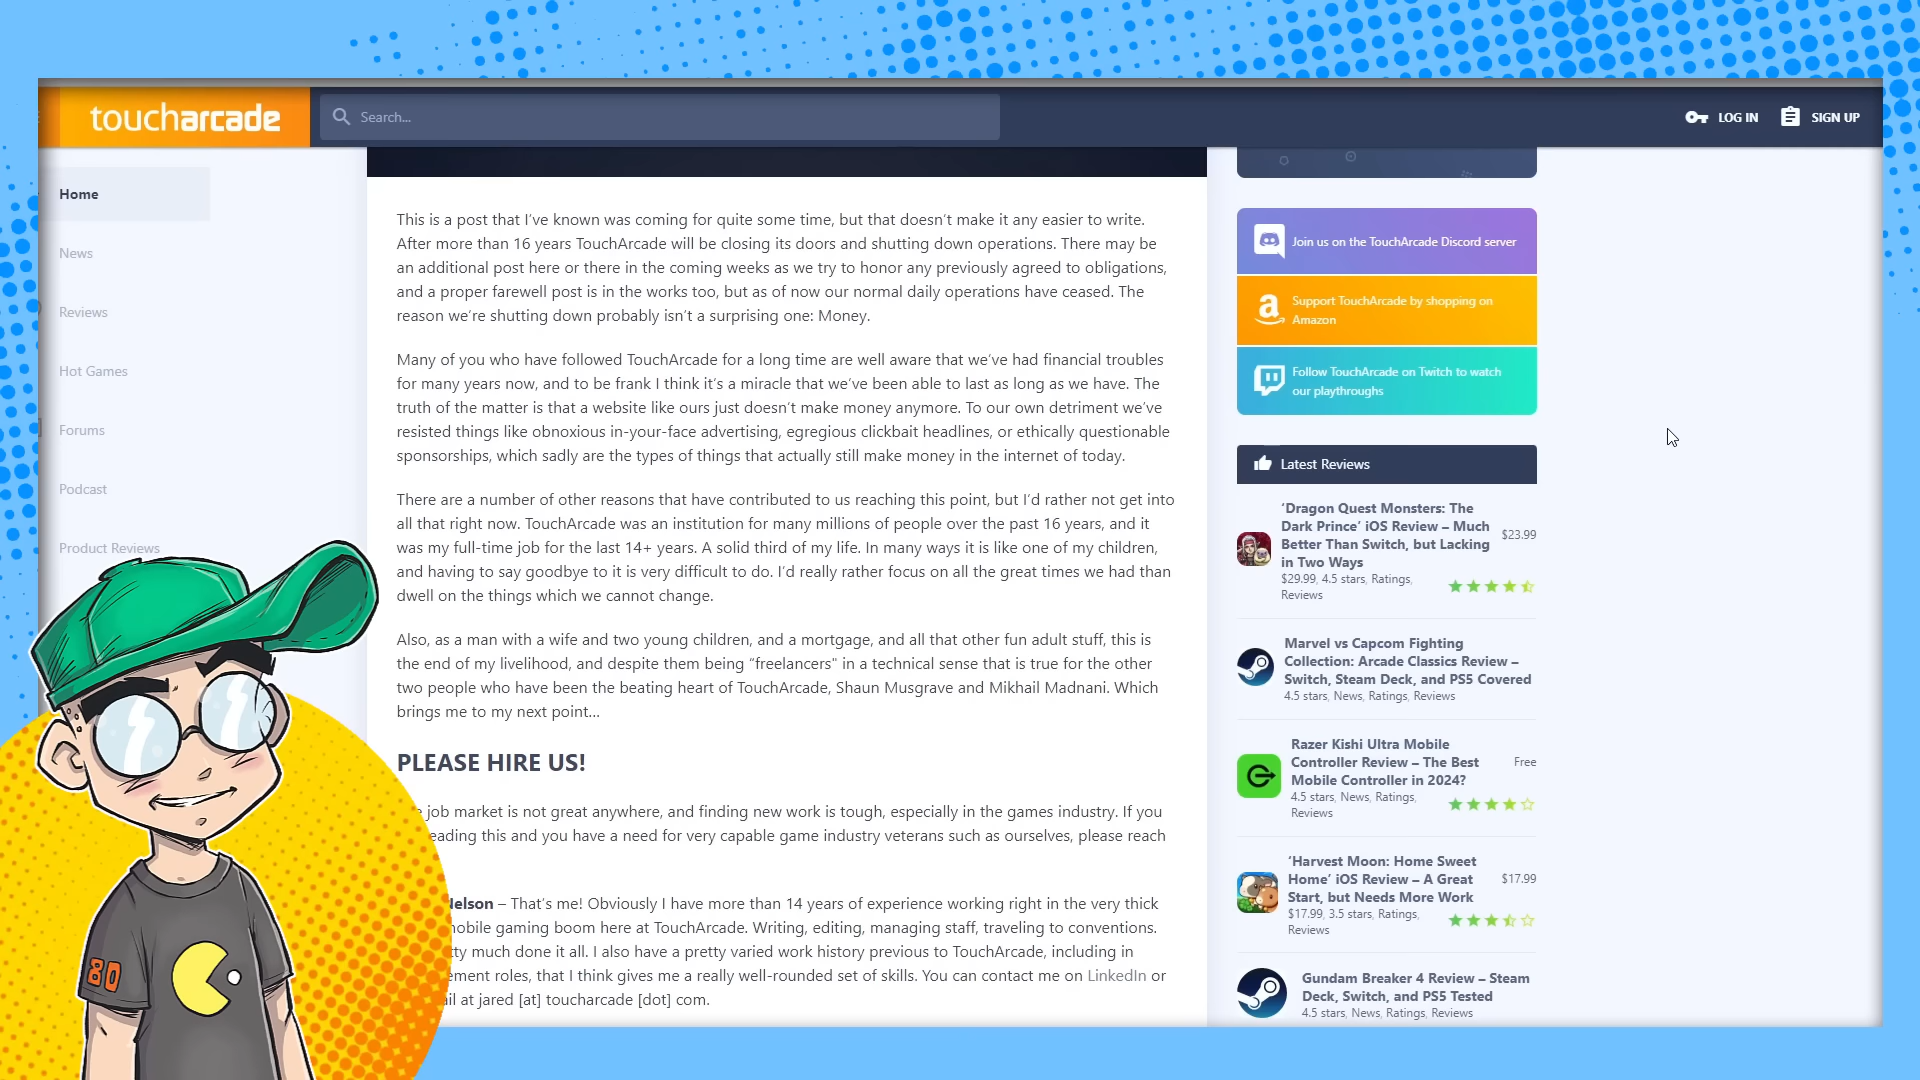 toucharcade
Search...
LOG IN
SIGN UP
Home
News
Reviews
Hot Games
Forums
Podcast
Product Reviews
This is a post that I've known was coming for quite some time, but that doesn't make it any easier to write.
After more than 16 years TouchArcade will be closing its doors and shutting down operations. There may be
an additional post here or there in the coming weeks as we try to honor any previously agreed to obligations,
and a proper farewell post is in the works too, but as of now our normal daily operations have ceased. The
reason we're shutting down probably isn't a surprising one: Money.
Many of you who have followed TouchArcade for a long time are well aware that we've had financial troubles
for many years now, and to be frank I think it's a miracle that we've been able to last as long as we have. The
truth of the matter is that a website like ours just doesn't make money anymore. To our own detriment we've
resisted things like obnoxious in-your-face advertising, egregious clickbait headlines, or ethically questionable
sponsorships, which sadly are the types of things that actually still make money in the internet of today.
There are a number of other reasons that have contributed to us reaching this point, but I'd rather not get into
all that right now. TouchArcade was an institution for many millions of people over the past 16 years, and it
was my full-time job for the last 14+ years. A solid third of my life. In many ways it is like one of my children,
and having to say goodbye to it is very difficult to do. I'd really rather focus on all the great times we had than
dwell on the things which we cannot change.
Also, as a man with a wife and two young children, and a mortgage, and all that other fun adult stuff, this is
the end of my livelihood, and despite them being "freelancers" in a technical sense that is true for the other
two people who have been the beating heart of TouchArcade, Shaun Musgrave and Mikhail Madnani. Which
brings me to my next point...
PLEASE HIRE US!
job market is not great anywhere, and finding new work is tough, especially in the games industry. If you
eading this and you have a need for very capable game industry veterans such as ourselves, please reach
Nelson – That's me! Obviously I have more than 14 years of experience working right in the very thick
mobile gaming boom here at TouchArcade. Writing, editing, managing staff, traveling to conventions.
tty much done it all. I also have a pretty varied work history previous to TouchArcade, including in
ement roles, that I think gives me a really well-rounded set of skills. You can contact me on LinkedIn or
il at jared [at] toucharcade [dot] com.
Join us on the TouchArcade Discord server
Support TouchArcade by shopping on
Amazon
Follow TouchArcade on Twitch to watch
our playthroughs
Latest Reviews
'Dragon Quest Monsters: The
Dark Prince' iOS Review – Much
Better Than Switch, but Lacking
in Two Ways
$23.99
$29.99, 4.5 stars, Ratings,
Reviews
Marvel vs Capcom Fighting
Collection: Arcade Classics Review –
Switch, Steam Deck, and PS5 Covered
4.5 stars, News, Ratings, Reviews
Razer Kishi Ultra Mobile
Controller Review – The Best
Mobile Controller in 2024?
Free
4.5 stars, News, Ratings,
Reviews
'Harvest Moon: Home Sweet
Home' iOS Review – A Great
Start, but Needs More Work
$17.99
$17.99, 3.5 stars, Ratings,
Reviews
Gundam Breaker 4 Review – Steam
Deck, Switch, and PS5 Tested
4.5 stars, News, Ratings, Reviews
80